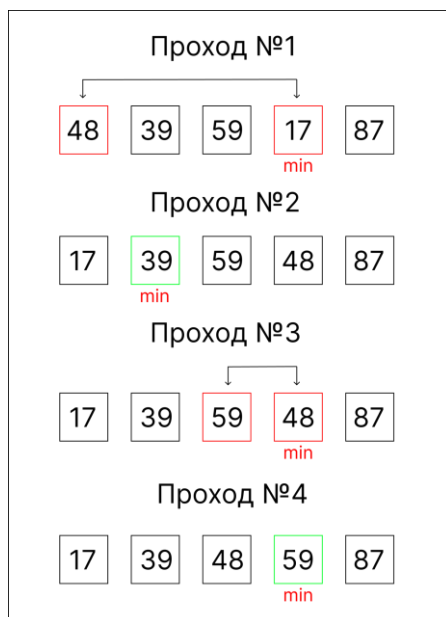 Проход №1
48 39 59 17 87
min
Проход №2
17 39 59 48 87
min
Проход №3
17 39 59 48 87
min
Проход №4
17 39 48 59 87
min